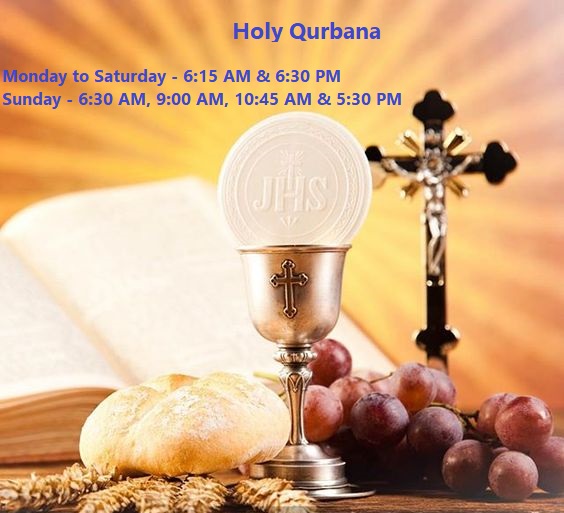 Holy Qurbana
Monday to Saturday - 6:15 AM & 6:30 PM
Sunday - 6:30 AM, 9:00 AM, 10:45 AM & 5:30 PM
JHS